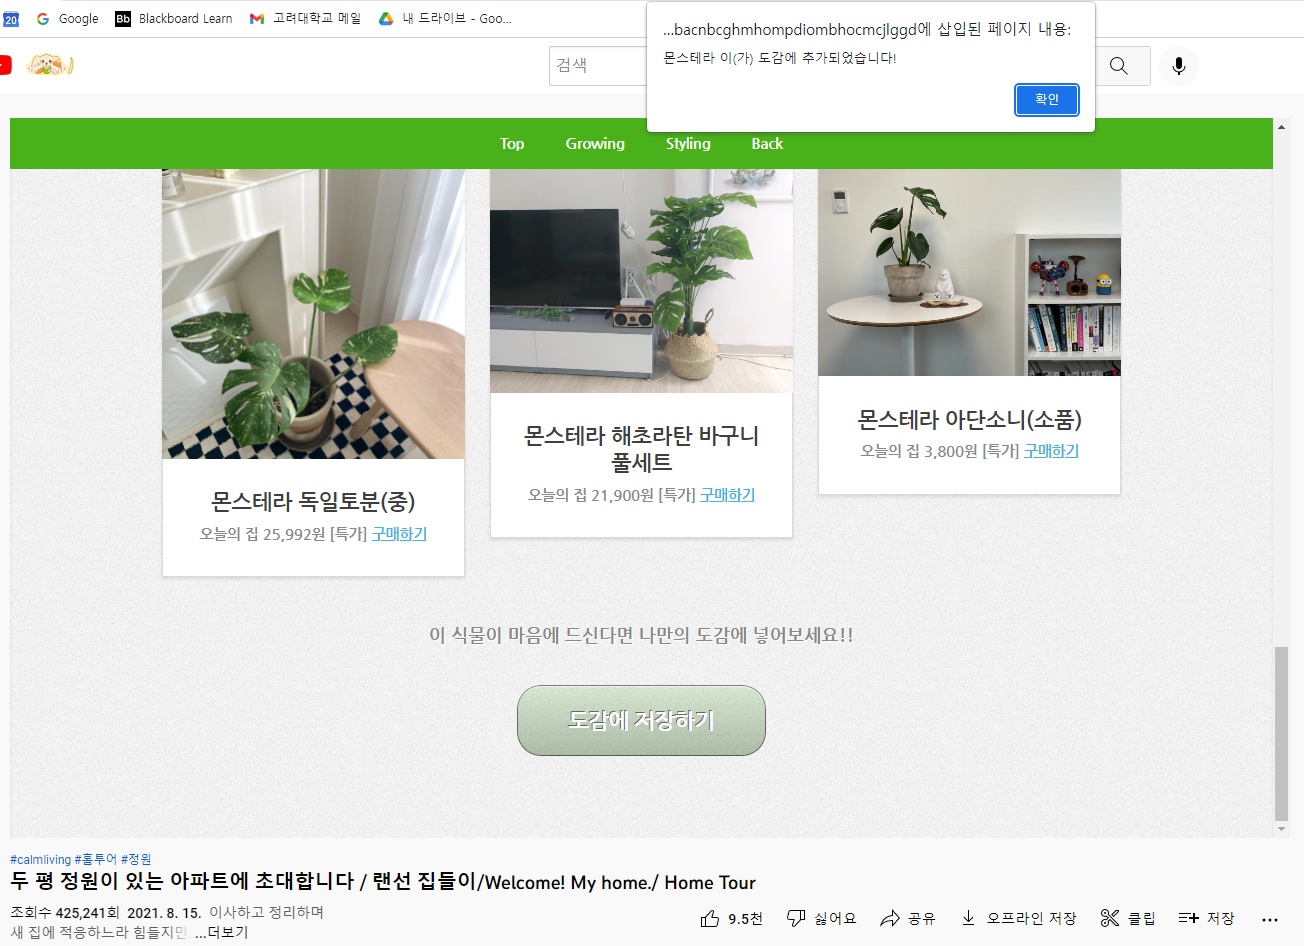 20 Google Bb Blackboard Learn 고려대학교 메일 내 드라이브 - Goo...
...bacnbcghmhompdiombhocmcjlggd에 삽입된 페이지 내용:
몬스테라 이(가) 도감에 추가되었습니다!
확인
검색
Top Growing Styling Back
몬스테라 독일토분(중)
오늘의 집 25,992원 [특가] 구매하기
몬스테라 해초라탄 바구니
풀세트
오늘의 집 21,900원 [특가] 구매하기
몬스테라 아단소니(소품)
오늘의 집 3,800원 [특가] 구매하기
이 식물이 마음에 드신다면 나만의 도감에 넣어보세요!!
도감에 저장하기
#calmliving #홈투어 #정원
두 평 정원이 있는 아파트에 초대합니다 / 랜선 집들이/Welcome! My home./ Home Tour
조회수 425,241회 2021. 8. 15. 이사하고 정리하며
새 집에 적응하느라 힘들지만 ...더보기
9.5천 싫어요 공유 오프라인 저장 클립 저장